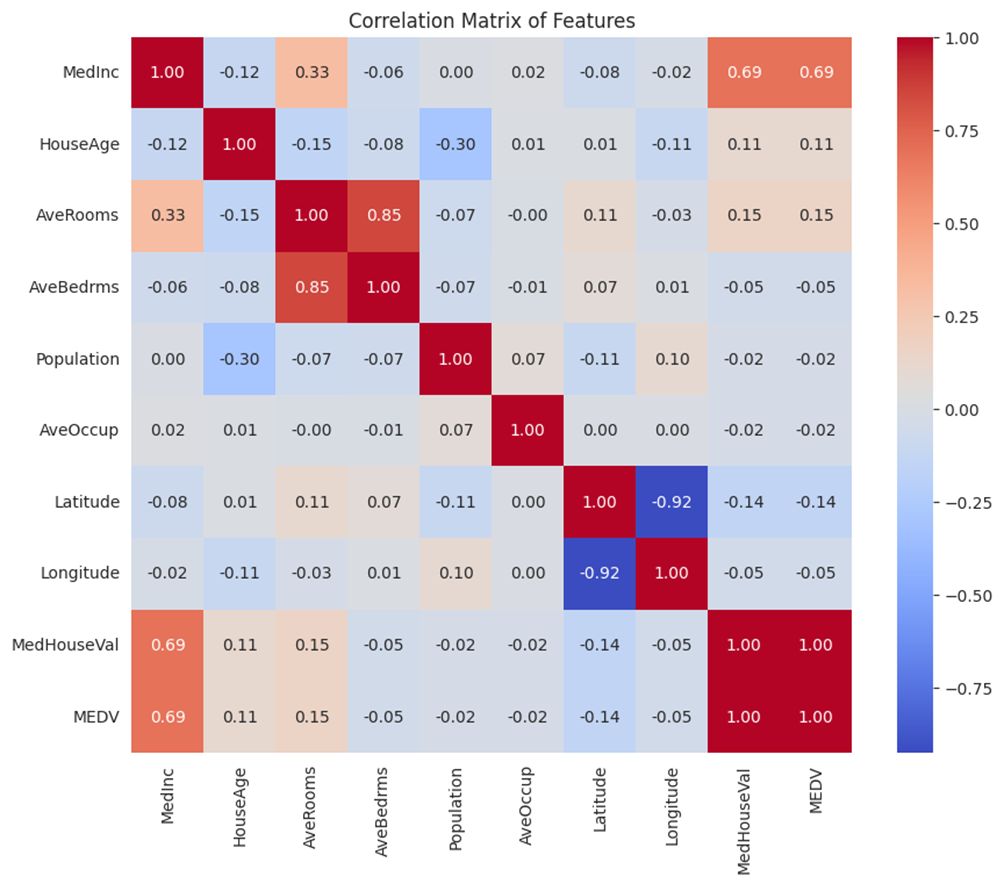 Correlation Matrix of Features
MedInc 1.00 -0.12 0.33 -0.06 0.00 0.02 -0.08 -0.02 0.69 0.69
HouseAge -0.12 1.00 -0.15 -0.08 -0.30 0.01 0.01 -0.11 0.11 0.11
AveRooms 0.33 -0.15 1.00 0.85 -0.07 -0.00 0.11 -0.03 0.15 0.15
AveBedrms -0.06 -0.08 0.85 1.00 -0.07 -0.01 0.07 0.01 -0.05 -0.05
Population 0.00 -0.30 -0.07 -0.07 1.00 0.07 -0.11 0.10 -0.02 -0.02
AveOccup 0.02 0.01 -0.00 -0.01 0.07 1.00 0.00 0.00 -0.02 -0.02
Latitude -0.08 0.01 0.11 0.07 -0.11 0.00 1.00 -0.92 -0.14 -0.14
Longitude -0.02 -0.11 -0.03 0.01 0.10 0.00 -0.92 1.00 -0.05 -0.05
MedHouseVal 0.69 0.11 0.15 -0.05 -0.02 -0.02 -0.14 -0.05 1.00 1.00
MEDV 0.69 0.11 0.15 -0.05 -0.02 -0.02 -0.14 -0.05 1.00 1.00
MedInc HouseAge AveRooms AveBedrms Population AveOccup Latitude Longitude MedHouseVal MEDV
1.00
0.75
0.50
0.25
0.00
−0.25
−0.50
−0.75